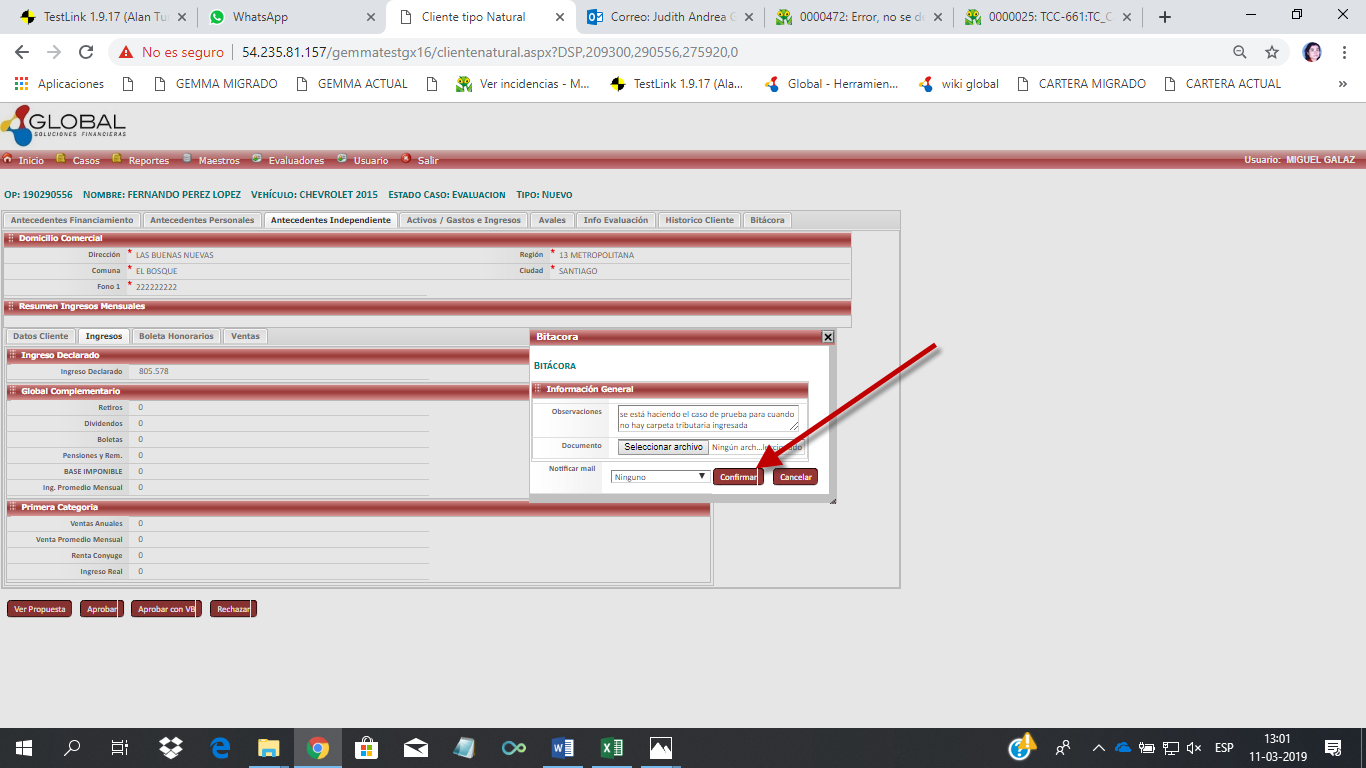 TestLink 1.9.17 (Alan Tu
WhatsApp
Cliente tipo Natural
Correo: Judith Andrea G
0000472: Error, no se de
0000025: TCC-661:TC_C
No es seguro
54.235.81.157/gemmatestgx16/clientenatural.aspx?DSP,209300,290556,275920,0
Aplicaciones
GEMMA MIGRADO
GEMMA ACTUAL
Ver incidencias - M...
TestLink 1.9.17 (Ala...
Global - Herramien...
wiki global
CARTERA MIGRADO
CARTERA ACTUAL
»
GLOBAL
SOLUCIONES FINANCIERAS
Inicio Casos Reportes Maestros Evaluadores Usuario Salir
Usuario: MIGUEL GALAZ
OP: 190290556 NOMBRE: FERNANDO PEREZ LOPEZ VEHÍCULO: CHEVROLET 2015 ESTADO CASO: EVALUACION TIPO: NUEVO
Antecedentes Financiamiento
Antecedentes Personales
Antecedentes Independiente
Activos / Gastos e Ingresos
Avales
Info Evaluación
Historico Cliente
Bitácora
Domicilio Comercial
Dirección * LAS BUENAS NUEVAS
Región * 13 METROPOLITANA
Comuna * EL BOSQUE
Ciudad * SANTIAGO
Fono 1 * 222222222
Resumen Ingresos Mensuales
Datos Cliente
Ingresos
Boleta Honorarios
Ventas
Ingreso Declarado
Ingreso Declarado 805.578
Global Complementario
Retiros 0
Dividendos 0
Boletas 0
Pensiones y Rem. 0
BASE IMPONIBLE 0
Ing. Promedio Mensual 0
Primera Categoria
Ventas Anuales 0
Venta Promedio Mensual 0
Renta Conyuge 0
Ingreso Real 0
Bitacora
BITÁCORA
Información General
Observaciones
se está haciendo el caso de prueba para cuando
no hay carpeta tributaria ingresada
Documento
Seleccionar archivo
Ningún arch...
Notificar mail
Ninguno
Confirmar
Cancelar
Ver Propuesta
Aprobar
Aprobar con VB
Rechazar
ESP
13:01
11-03-2019